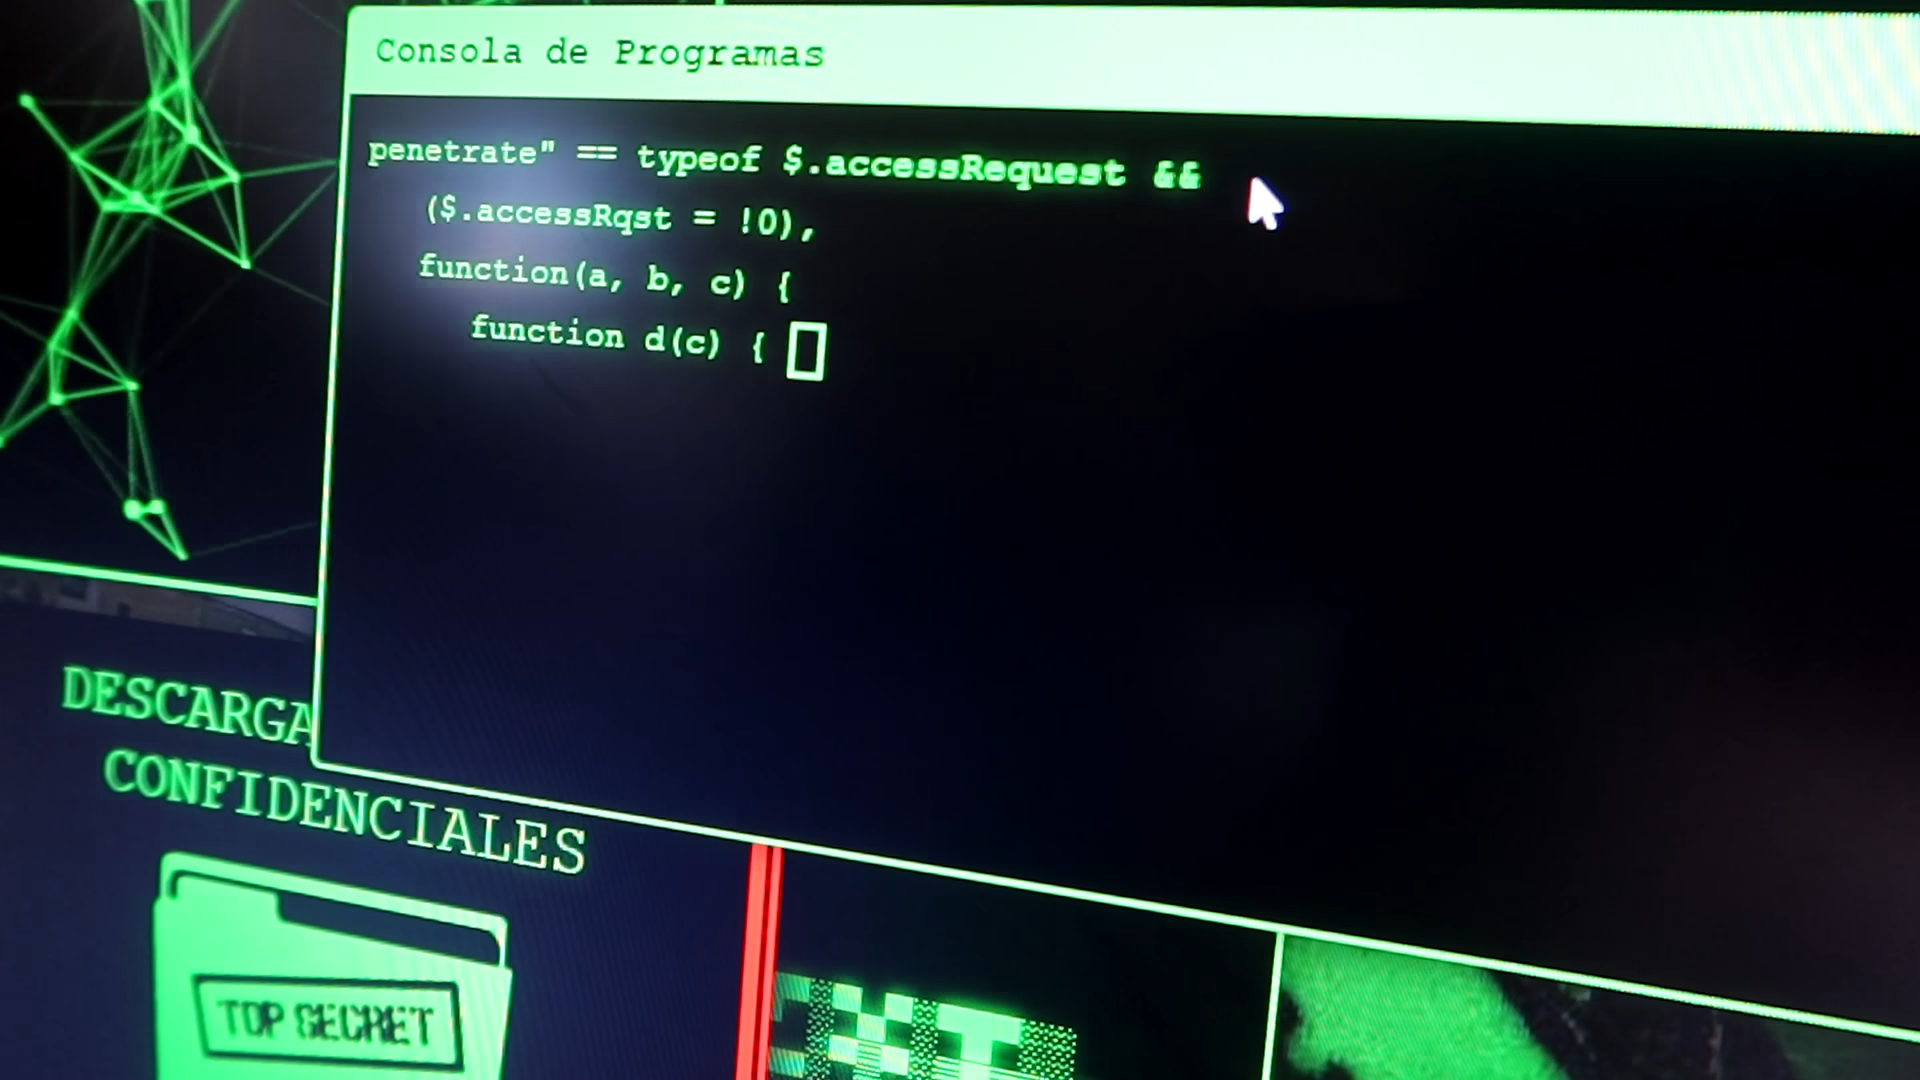 Consola de Programas
penetrate" == typeof $.accessRequest &&
($.accessRqst = !0),
function(a, b, c) {
function d(c) {
DESCARGA
CONFIDENCIALES
TOP SECRET